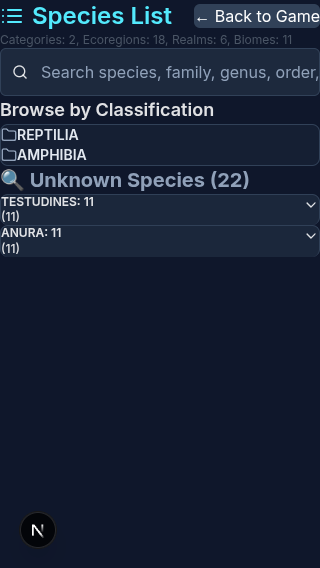 Species List
← Back to Game
Categories: 2, Ecoregions: 18, Realms: 6, Biomes: 11
Search species, family, genus, order,
Browse by Classification
REPTILIA
AMPHIBIA
🔍 Unknown Species (22)
TESTUDINES: 11
(11)
ANURA: 11
(11)
N